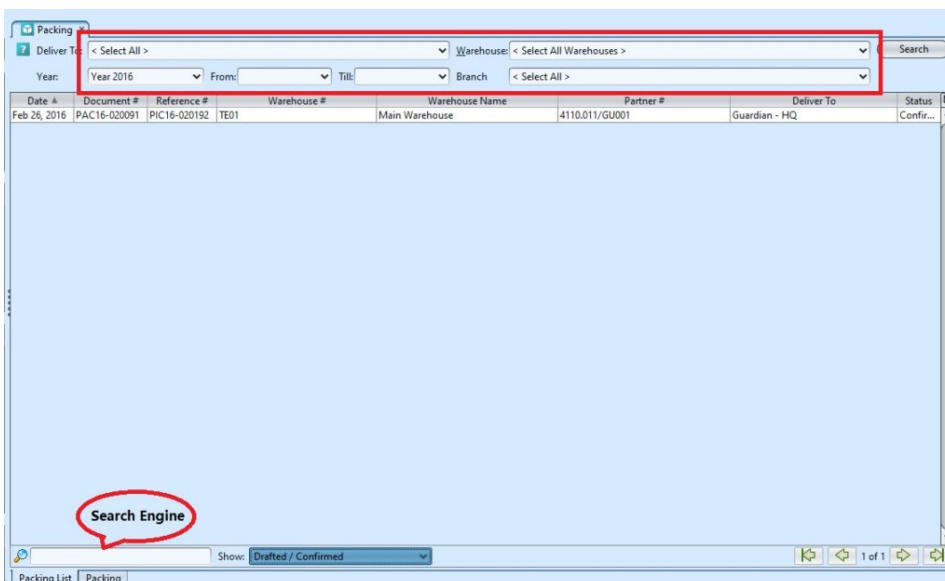 Packing
Deliver To: < Select All > Warehouse: < Select All Warehouses > Search
Year: Year 2016 From: Till: Branch < Select All >
Date Document # Reference # Warehouse # Warehouse Name Partner # Deliver To Status
Feb 26, 2016 PAC16-020091 PIC16-020192 TE01 Main Warehouse 4110.011/GU001 Guardian - HQ Confir...
Search Engine
Show: Drafted / Confirmed 1 of 1
Packing List Packing